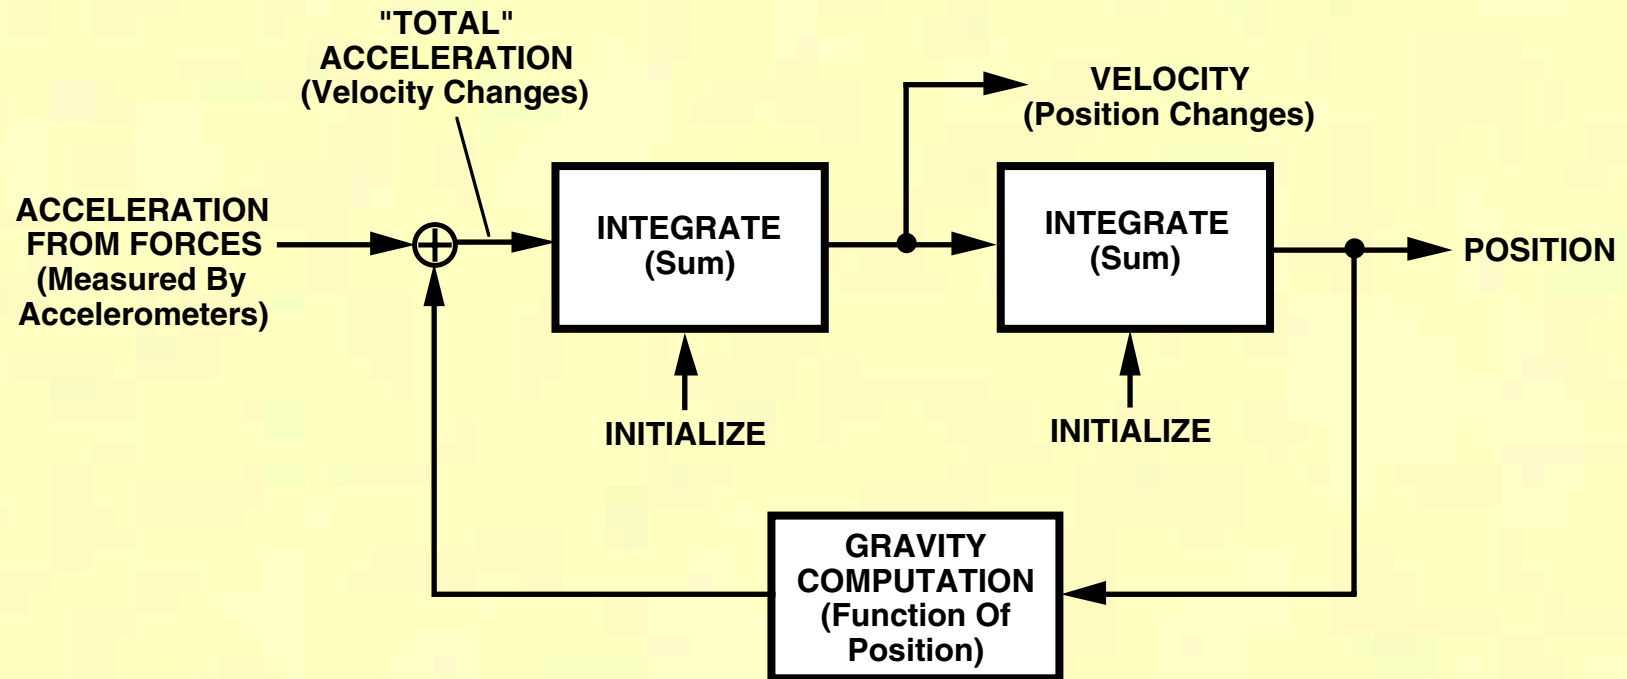 "TOTAL"
ACCELERATION
(Velocity Changes)
VELOCITY
(Position Changes)
ACCELERATION
FROM FORCES
(Measured By
Accelerometers)
INTEGRATE
(Sum)
INTEGRATE
(Sum)
POSITION
INITIALIZE
INITIALIZE
GRAVITY
COMPUTATION
(Function Of
Position)